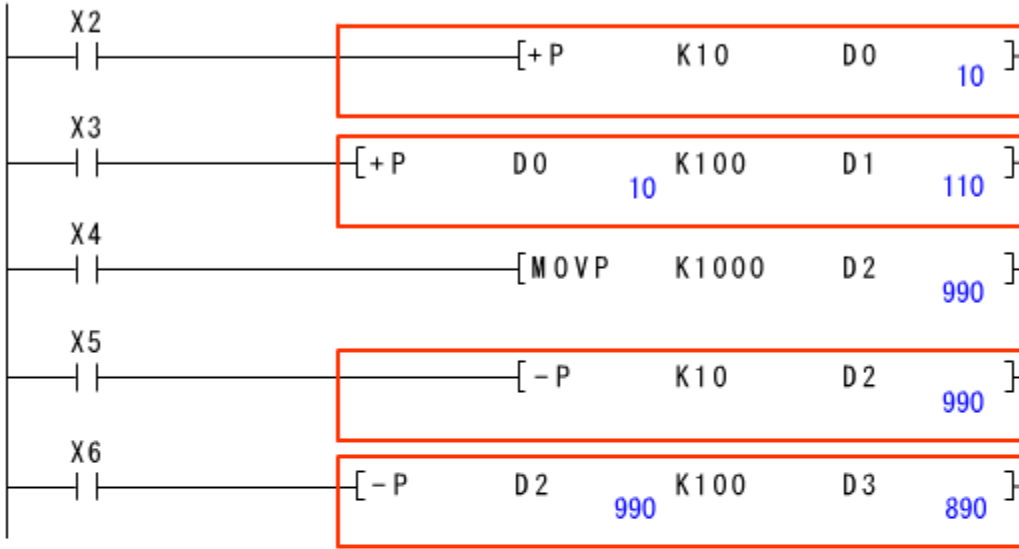 X2
[+P K10 D0 ]
10
X3
[+P D0 K100 D1 ]
10 110
X4
[MOVP K1000 D2 ]
990
X5
[-P K10 D2 ]
990
X6
[-P D2 K100 D3 ]
990 890